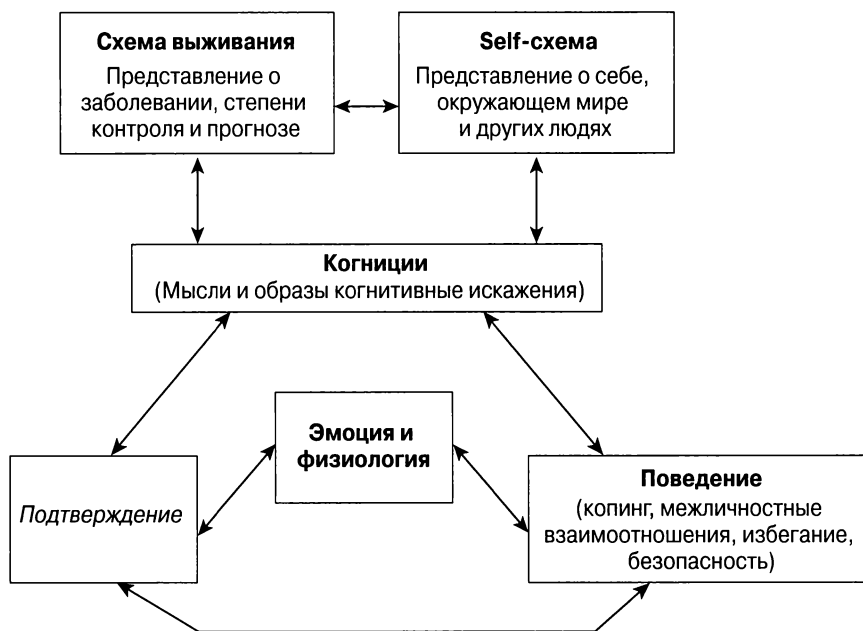 Схема выживания
Представление о
заболевании, степени
контроля и прогнозе
Self-схема
Представление о себе,
окружающем мире
и других людях
Когниции
(Мысли и образы когнитивные искажения)
Эмоция и
физиология
Подтверждение
Поведение
(копинг, межличностные
взаимоотношения, избегание,
безопасность)